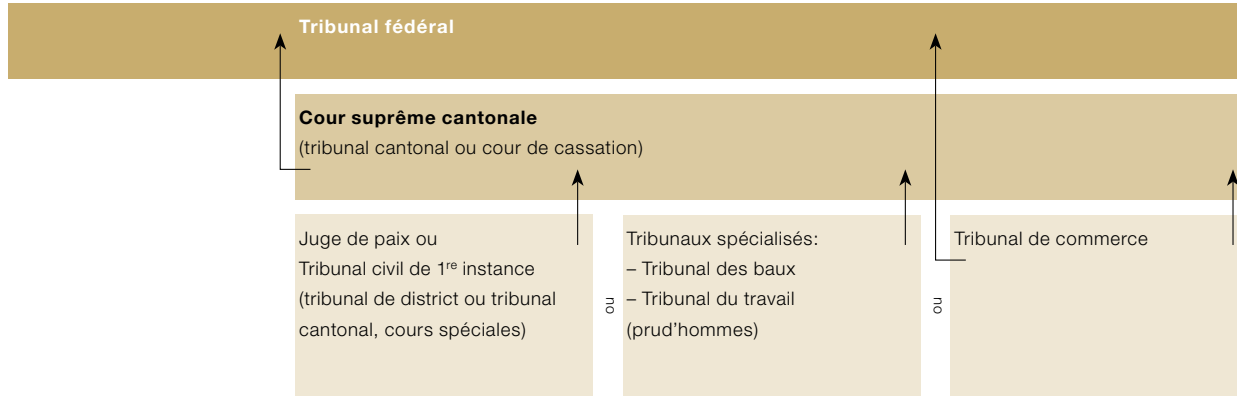 Tribunal fédéral
Cour suprême cantonale
(tribunal cantonal ou cour de cassation)
Juge de paix ou
Tribunal civil de 1re instance
(tribunal de district ou tribunal
cantonal, cours spéciales)
ou
Tribunaux spécialisés:
– Tribunal des baux
– Tribunal du travail
(prud’hommes)
ou
Tribunal de commerce